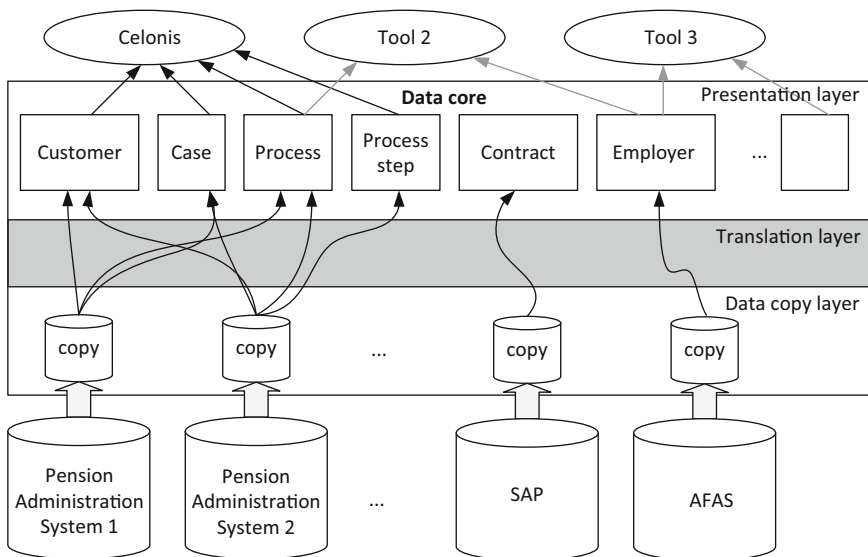 Celonis
Tool 2
Tool 3
Data core
Presentation layer
Customer
Case
Process
Process
step
Contract
Employer
...
Translation layer
Data copy layer
copy
copy
...
copy
copy
Pension
Administration
System 1
Pension
Administration
System 2
...
SAP
AFAS